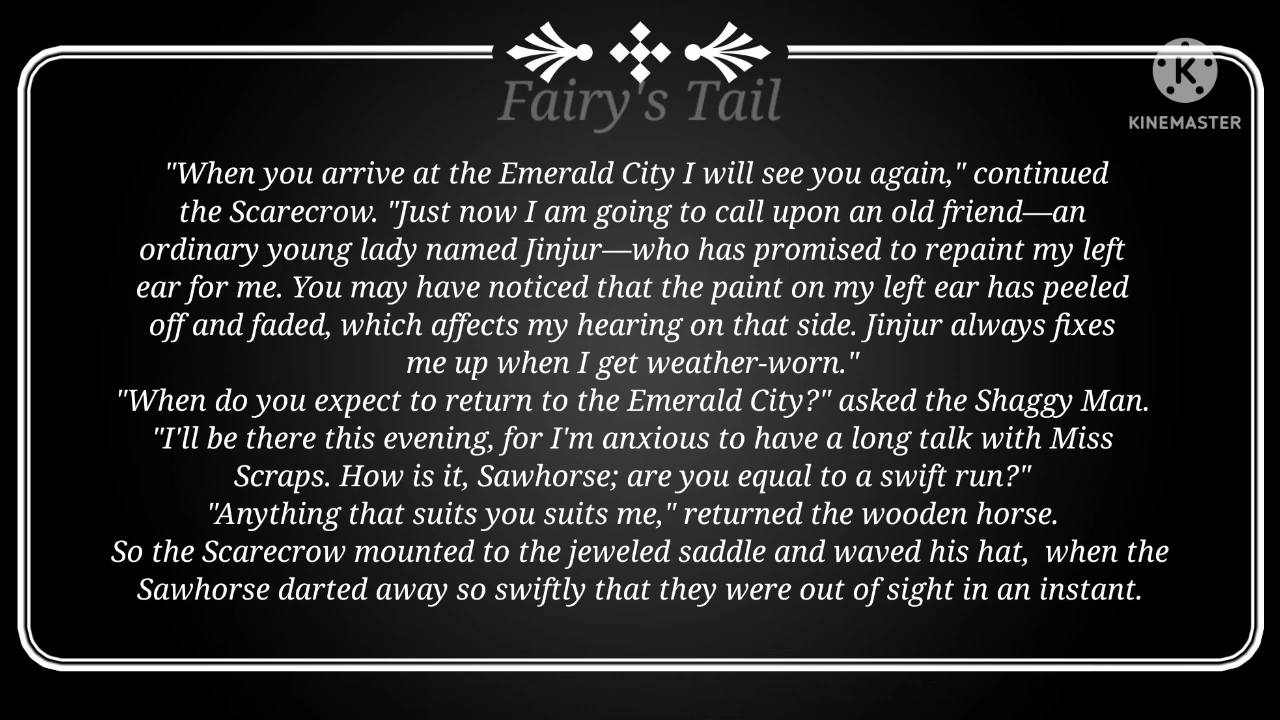 K
KINEMASTER
Fairy's Tail
"When you arrive at the Emerald City I will see you again," continued
the Scarecrow. "Just now I am going to call upon an old friend—an
ordinary young lady named Jinjur—who has promised to repaint my left
ear for me. You may have noticed that the paint on my left ear has peeled
off and faded, which affects my hearing on that side. Jinjur always fixes
me up when I get weather-worn."
"When do you expect to return to the Emerald City?" asked the Shaggy Man.
"I'll be there this evening, for I'm anxious to have a long talk with Miss
Scraps. How is it, Sawhorse; are you equal to a swift run?"
"Anything that suits you suits me," returned the wooden horse.
So the Scarecrow mounted to the jeweled saddle and waved his hat,  when the
Sawhorse darted away so swiftly that they were out of sight in an instant.